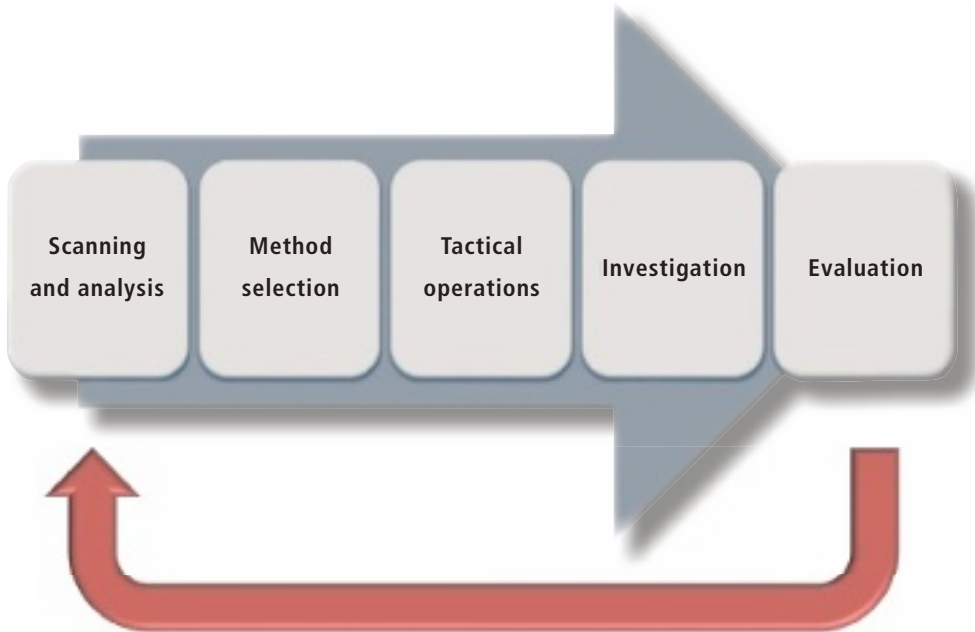 Scanning
and analysis
Method
selection
Tactical
operations
Investigation
Evaluation